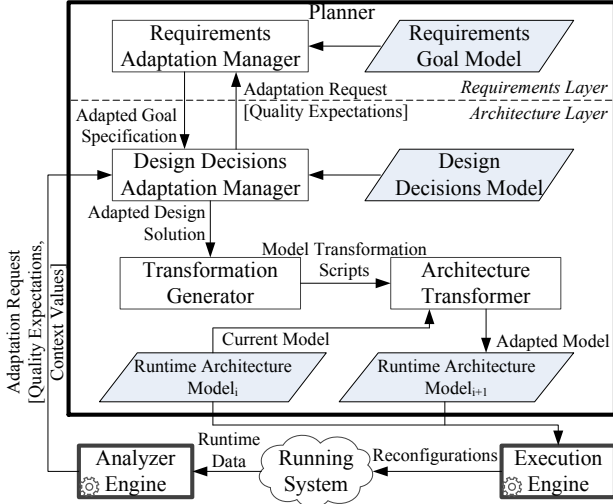 Planner
Requirements
Adaptation Manager
Requirements
Goal Model
Adaptation Request
[Quality Expectations]
Requirements Layer
Architecture Layer
Adapted Goal
Specification
Design Decisions
Adaptation Manager
Design
Decisions Model
Adapted Design
Solution
Model Transformation
Scripts
Transformation
Generator
Architecture
Transformer
Current Model
Adapted Model
Runtime Architecture
Modelᵢ
Runtime Architecture
Modelᵢ₊₁
Adaptation Request
[Quality Expectations,
Context Values]
Analyzer
Engine
Runtime
Data
Running
System
Reconfigurations
Execution
Engine